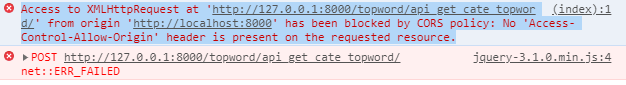 Access to XMLHttpRequest at 'http://127.0.0.1:8000/topword/api_get_cate_topwor (index):1
d/' from origin 'http://localhost:8000' has been blocked by CORS policy: No 'Access-
Control-Allow-Origin' header is present on the requested resource.
POST http://127.0.0.1:8000/topword/api_get_cate_topword/ jquery-3.1.0.min.js:4
net::ERR_FAILED